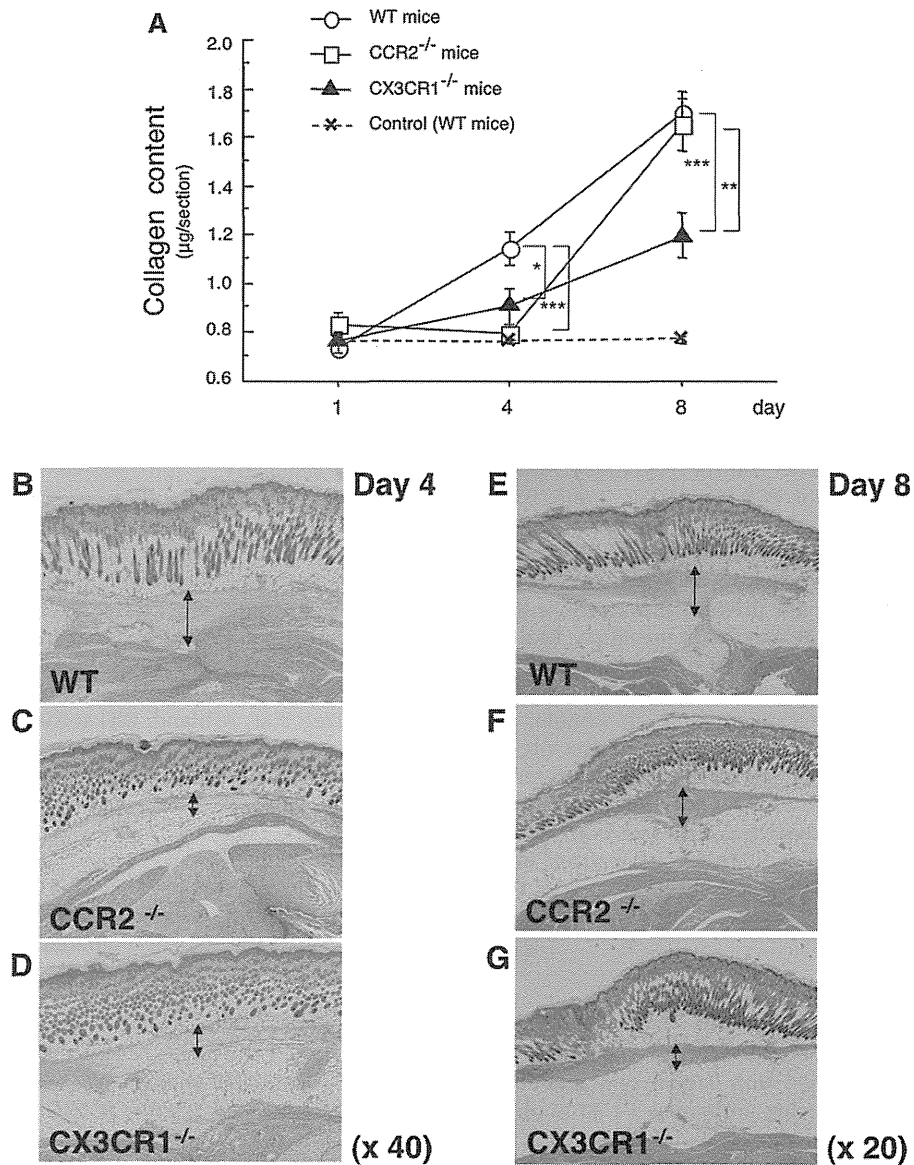 A
WT mice
CCR2-/- mice
CX3CR1-/- mice
Control (WT mice)
Collagen content
(µg/section)
2.0
1.8
1.6
1.4
1.2
1.0
0.8
0.6
*
***
***
**
1
4
8
day
B
Day 4
WT
C
CCR2 -/-
D
CX3CR1-/-
(x 40)
E
Day 8
WT
F
CCR2 -/-
G
CX3CR1-/-
(x 20)